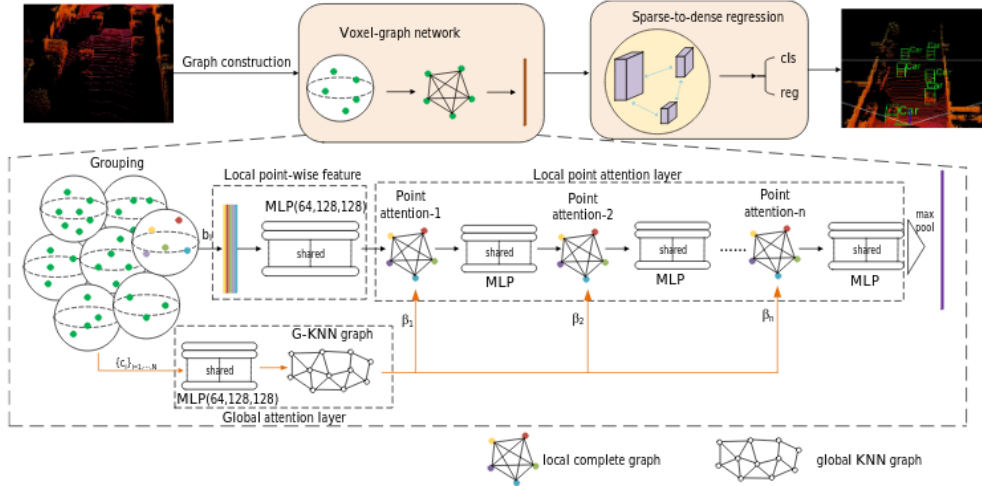 Voxel-graph network
Sparse-to-dense regression
Graph construction
cls
reg
Car
Car
Car
Car
Car
Grouping
Local point-wise feature
Local point attention layer
MLP(64,128,128)
Point
attention-1
Point
attention-2
Point
attention-n
max
pool
shared
shared
shared
shared
......
MLP
MLP
MLP
β₁
β₂
βₙ
G-KNN graph
{cᵢ}ᵢ₌₁,...,N
shared
MLP(64,128,128)
Global attention layer
local complete graph
global KNN graph